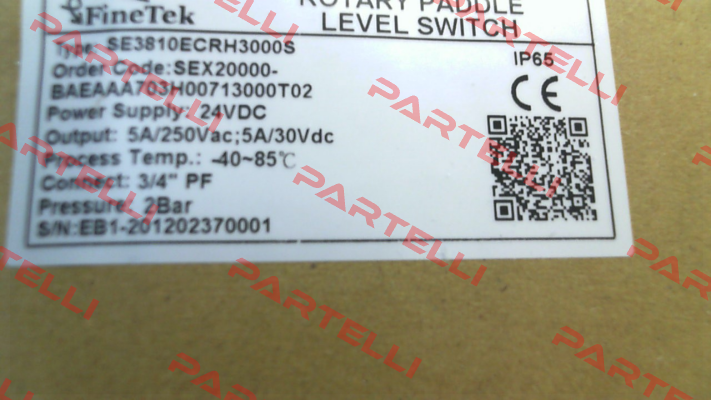 FineTek
ROTARY PADDLE
LEVEL SWITCH
Type: SE3810ECRH3000S
Order Code: SEX20000-
BAEAAA703H00713000T02
Power Supply: 24VDC
Output: 5A/250Vac;5A/30Vdc
Process Temp.: -40~85℃
Connect: 3/4" PF
Pressure: 2Bar
S/N:EB1-201202370001
IP65
CE
PARTELLI
PARTELLI
PARTELLI
PARTELLI
PARTELLI
PARTELLI
PARTELLI